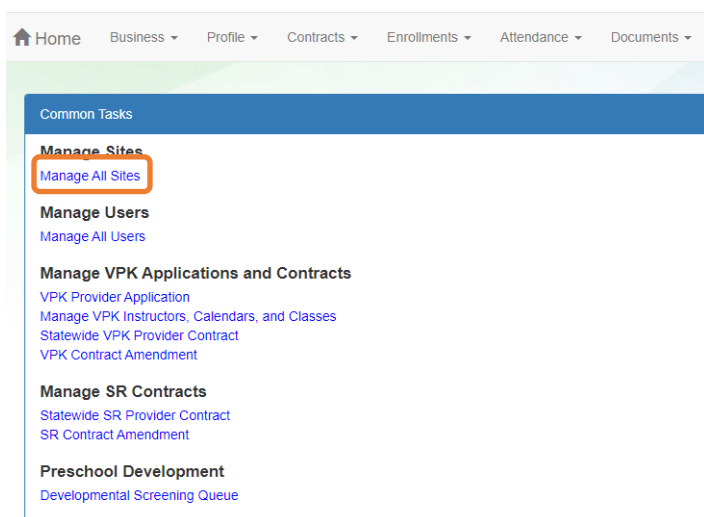 Home Business Profile Contracts Enrollments Attendance Documents
Common Tasks
Manage Sites
Manage All Sites
Manage Users
Manage All Users
Manage VPK Applications and Contracts
VPK Provider Application
Manage VPK Instructors, Calendars, and Classes
Statewide VPK Provider Contract
VPK Contract Amendment
Manage SR Contracts
Statewide SR Provider Contract
SR Contract Amendment
Preschool Development
Developmental Screening Queue